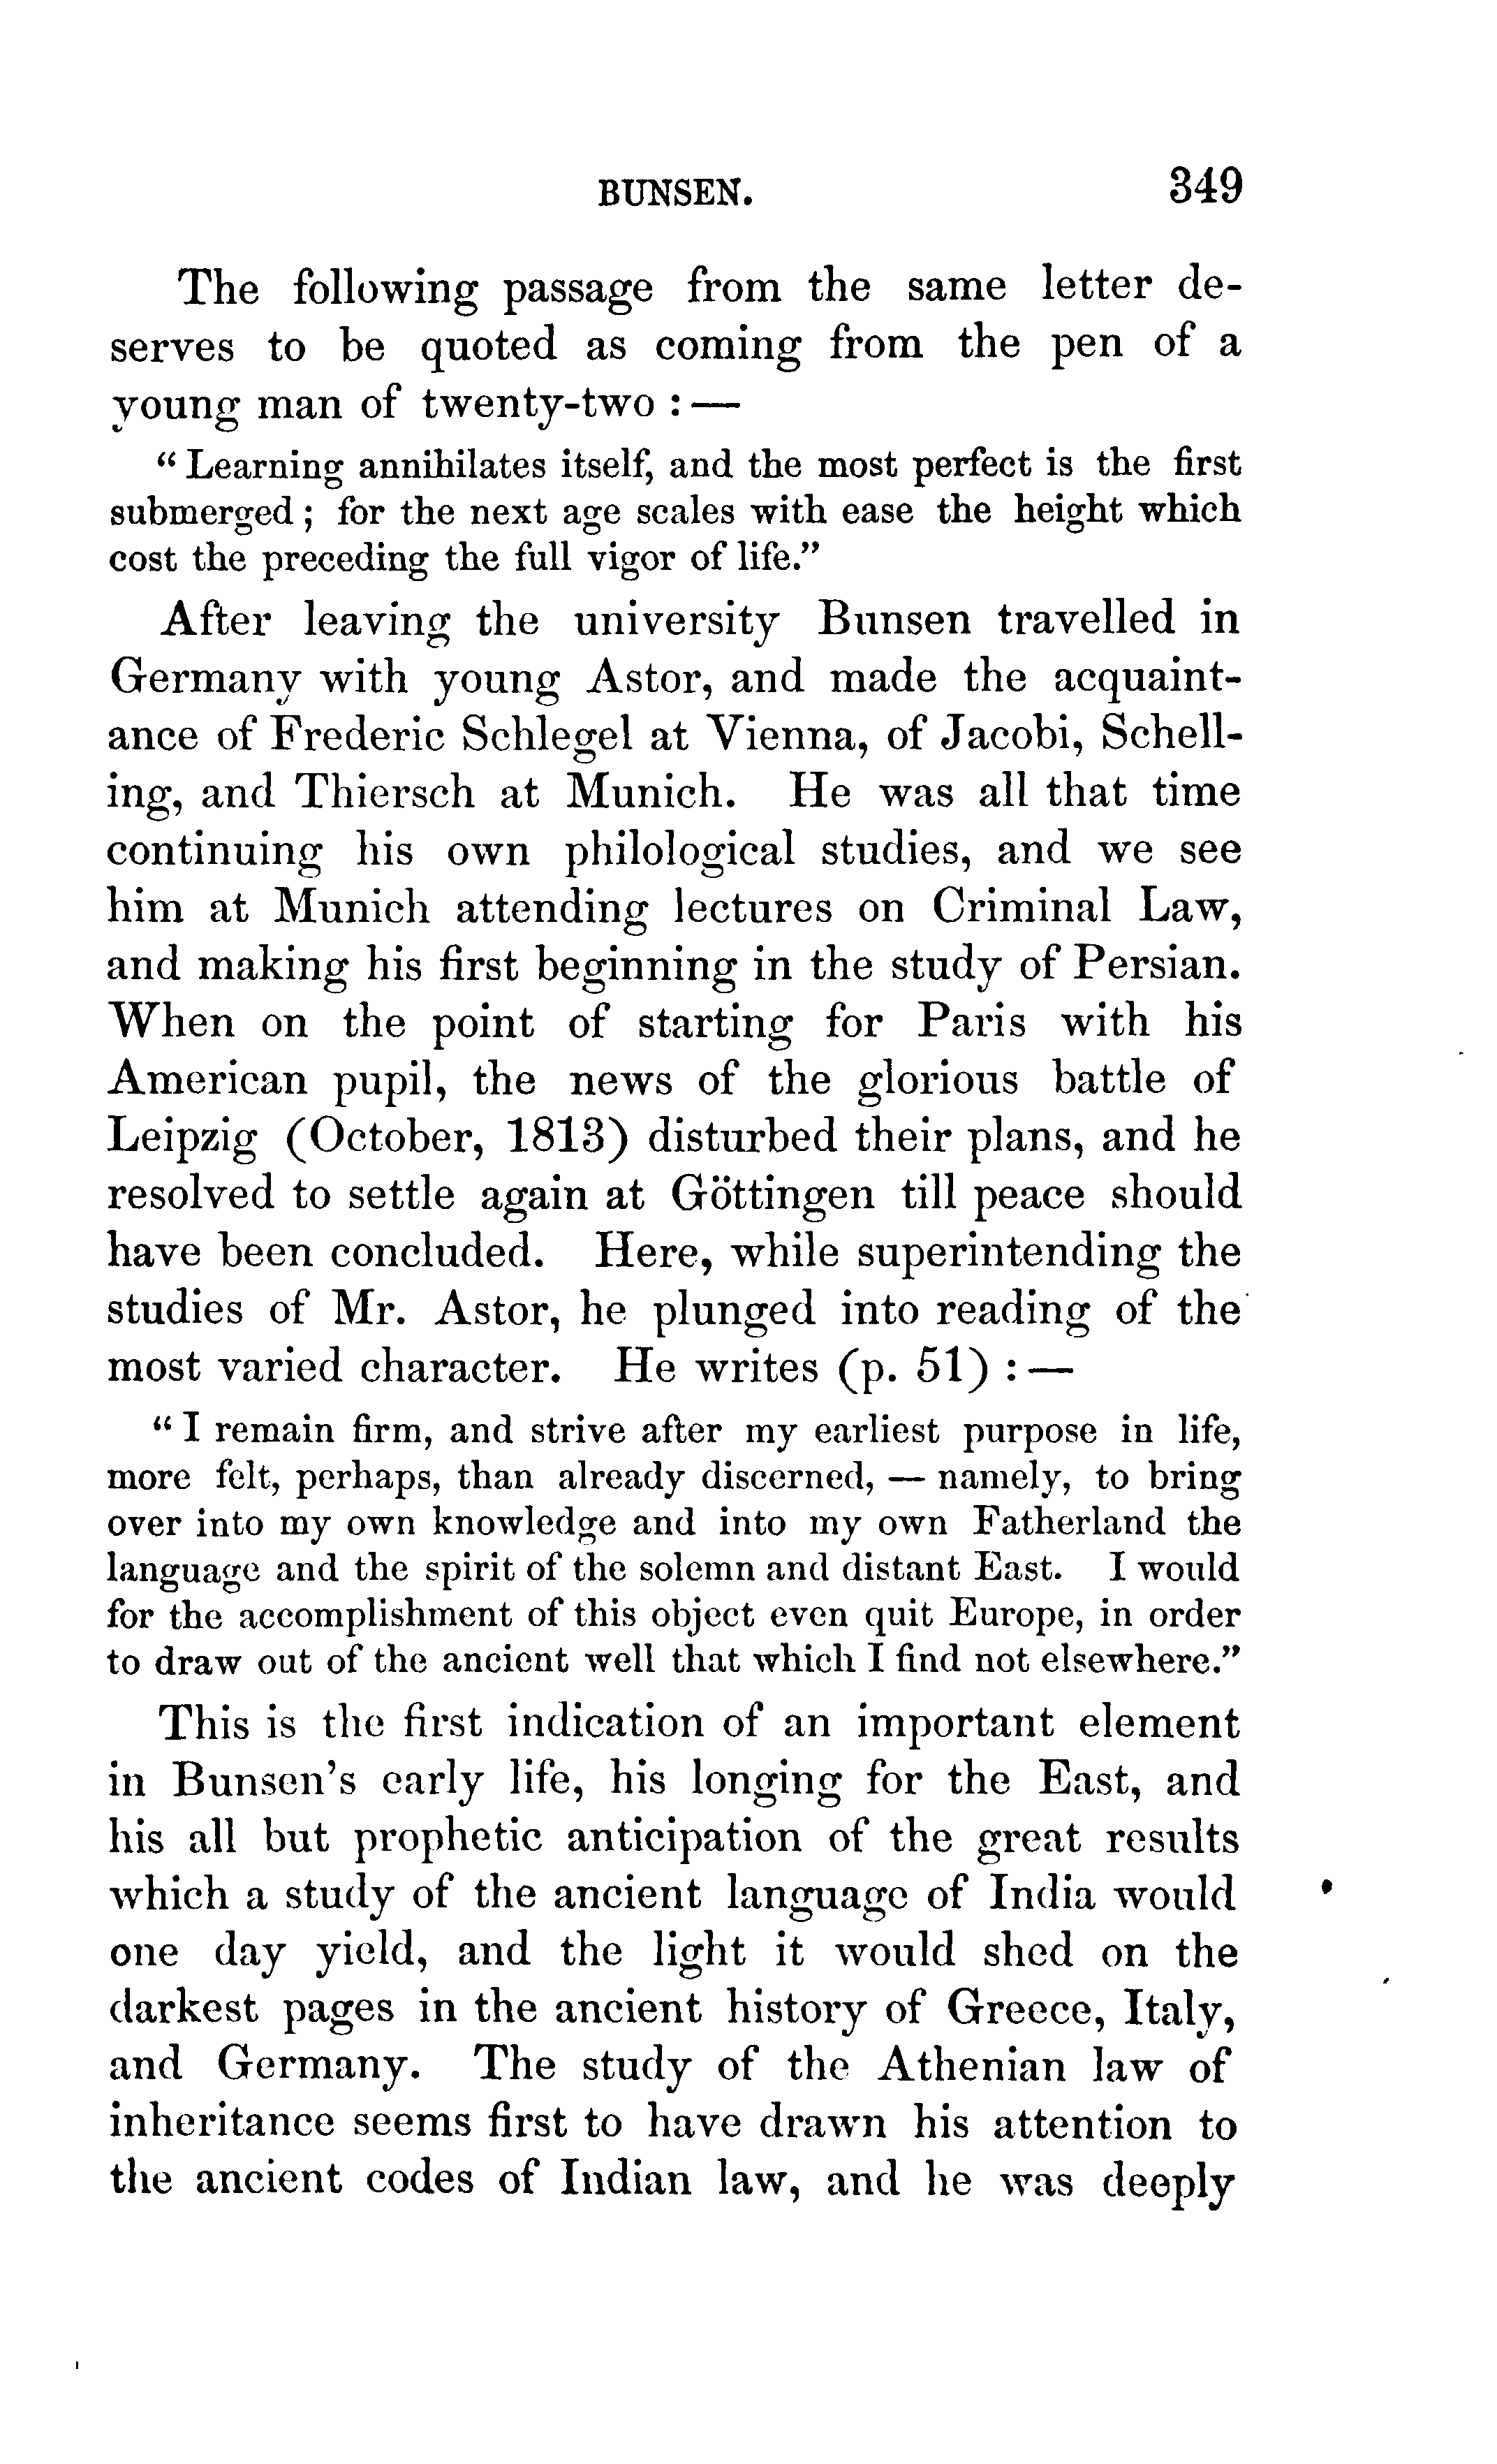 BUNSEN. 349
The following passage from the same letter de-
serves to be quoted as coming from the pen of a
young man of twenty-two : —
“ Learning annihilates itself, and the most perfect is the first
submerged ; for the next age scales with ease the height which
cost the preceding the full vigor of life.”
After leaving the university Bunsen travelled in
Germany with young Astor, and made the acquaint-
ance of Frederic Schlegel at Vienna, of Jacobi, Schell-
ing, and Thiersch at Munich. He was all that time
continuing his own philological studies, and we see
him at Munich attending lectures on Criminal Law,
and making his first beginning in the study of Persian.
When on the point of starting for Paris with his
American pupil, the news of the glorious battle of
Leipzig (October, 1813) disturbed their plans, and he
resolved to settle again at Göttingen till peace should
have been concluded. Here, while superintending the
studies of Mr. Astor, he plunged into reading of the
most varied character. He writes (p. 51) : —
“ I remain firm, and strive after my earliest purpose in life,
more felt, perhaps, than already discerned, — namely, to bring
over into my own knowledge and into my own Fatherland the
language and the spirit of the solemn and distant East. I would
for the accomplishment of this object even quit Europe, in order
to draw out of the ancient well that which I find not elsewhere.”
This is the first indication of an important element
in Bunsen’s early life, his longing for the East, and
his all but prophetic anticipation of the great results
which a study of the ancient language of India would
one day yield, and the light it would shed on the
darkest pages in the ancient history of Greece, Italy,
and Germany. The study of the Athenian law of
inheritance seems first to have drawn his attention to
the ancient codes of Indian law, and he was deeply